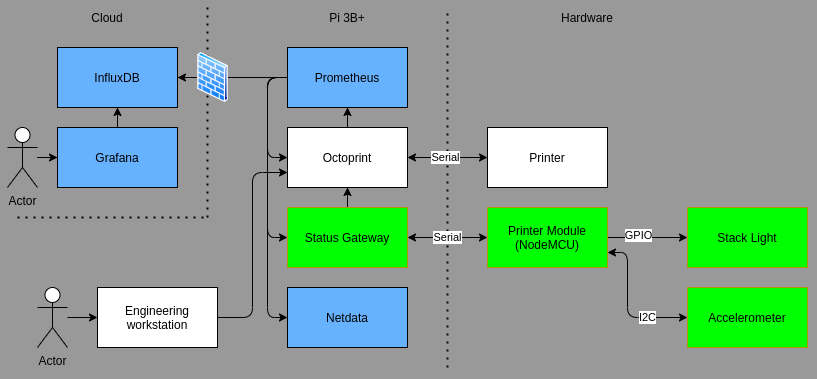 Cloud
Pi 3B+
Hardware
InfluxDB
Prometheus
Grafana
Octoprint
Serial
Printer
Actor
Status Gateway
Serial
Printer Module
(NodeMCU)
GPIO
Stack Light
Engineering
workstation
Netdata
I2C
Accelerometer
Actor